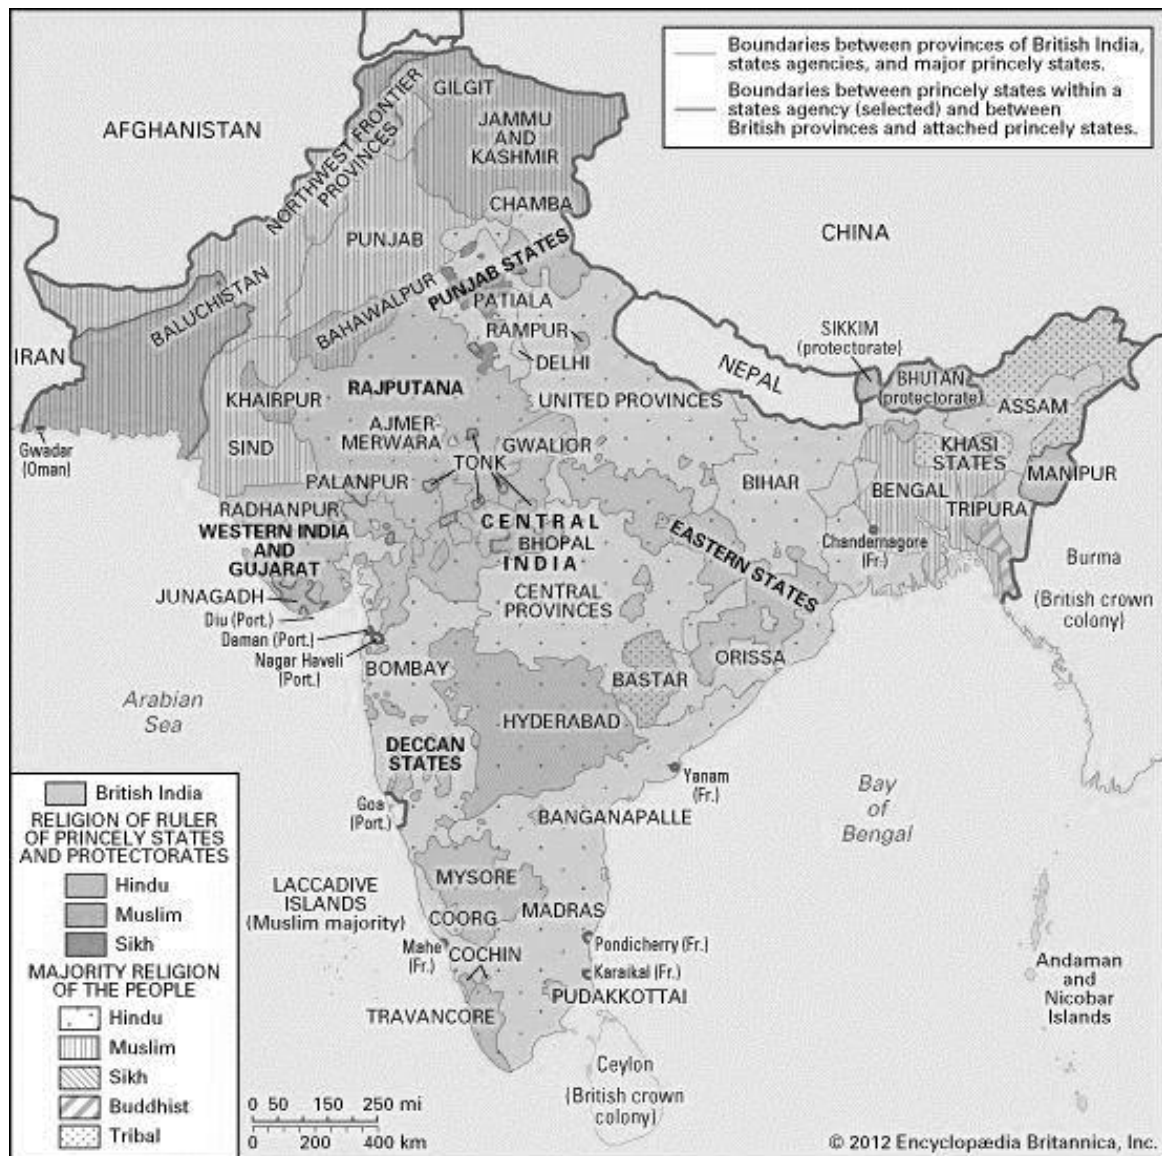 Boundaries between provinces of British India,
states agencies, and major princely states.
Boundaries between princely states within a
states agency (selected) and between
British provinces and attached princely states.
AFGHANISTAN
GILGIT
JAMMU
AND
KASHMIR
NORTHWEST FRONTIER
PROVINCES
CHAMBA
PUNJAB
CHINA
PUNJAB STATES
BALUCHISTAN
BAHAWALPUR
PATIALA
RAMPUR
DELHI
IRAN
NEPAL
SIKKIM
(protectorate)
BHUTAN
(protectorate)
RAJPUTANA
KHAIRPUR
UNITED PROVINCES
ASSAM
AJMER-
MERWARA
GWALIOR
Gwadar
(Oman)
SIND
TONK
KHASI
STATES
MANIPUR
PALANPUR
BIHAR
BENGAL
TRIPURA
RADHANPUR
WESTERN INDIA
AND
GUJARAT
CENTRAL
INDIA
BHOPAL
EASTERN STATES
Chandernagore
(Fr.)
Burma
(British crown
colony)
JUNAGADH
CENTRAL
PROVINCES
Diu (Port.)
Daman (Port.)
Nagar Haveli
(Port.)
BOMBAY
ORISSA
BASTAR
Arabian
Sea
HYDERABAD
DECCAN
STATES
Yanam
(Fr.)
Bay
of
Bengal
Goa
(Port.)
BANGANAPALLE
MYSORE
LACCADIVE
ISLANDS
(Muslim majority)
COORG
MADRAS
Mahe
(Fr.)
COCHIN
Pondicherry (Fr.)
Karaikal (Fr.)
PUDAKKOTTAI
TRAVANCORE
Andaman
and
Nicobar
Islands
Ceylon
(British crown
colony)
British India
RELIGION OF RULER
OF PRINCELY STATES
AND PROTECTORATES
Hindu
Muslim
Sikh
MAJORITY RELIGION
OF THE PEOPLE
Hindu
Muslim
Sikh
Buddhist
Tribal
0 50 150 250 mi
0 200 400 km
© 2012 Encyclopædia Britannica, Inc.